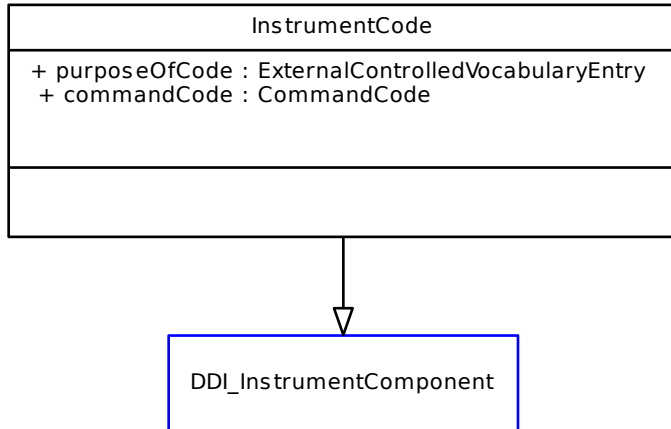 InstrumentCode
+ purposeOfCode : ExternalControlledVocabularyEntry
+ commandCode : CommandCode
DDI_InstrumentComponent